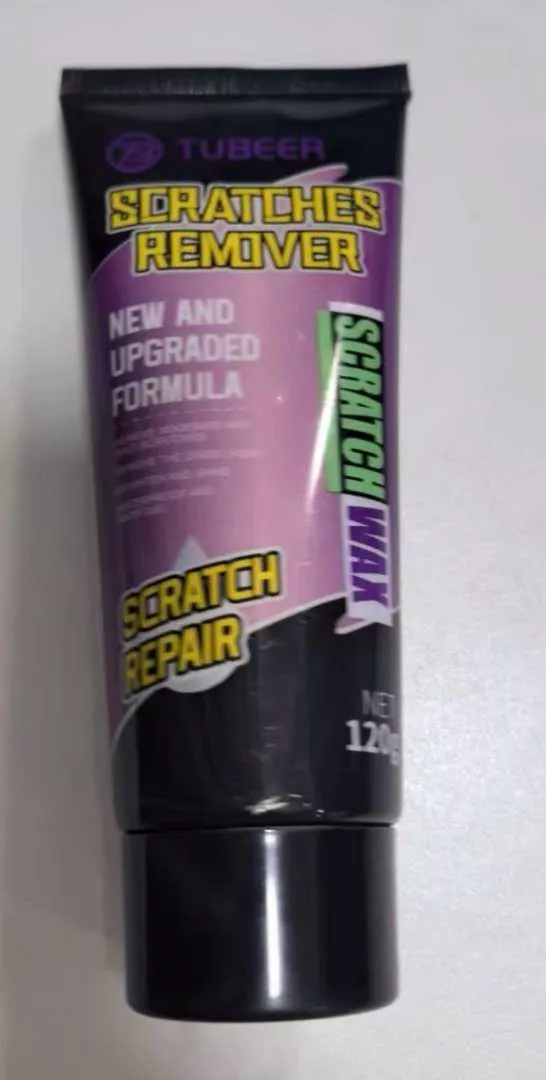 TUBEER
SCRATCHES
REMOVER
NEW AND
UPGRADED
FORMULA
SCRATCH WAX
SCRATCH
REPAIR
NET
120g